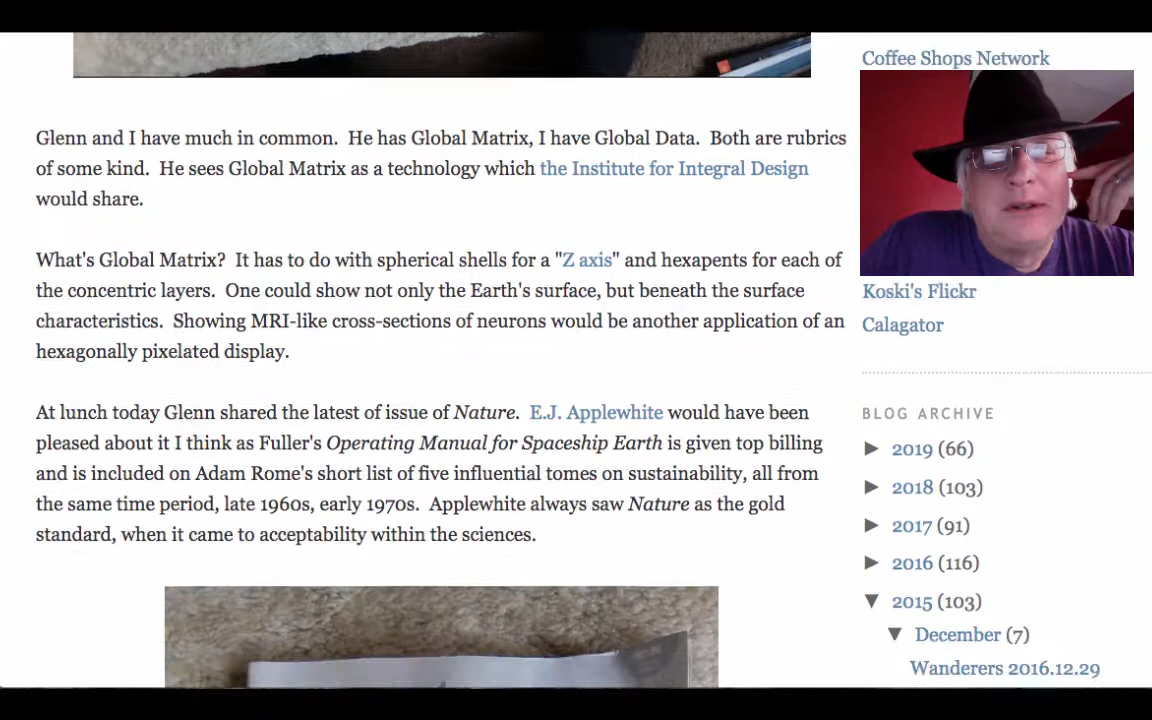 Glenn and I have much in common.  He has Global Matrix, I have Global Data.  Both are rubrics
of some kind.  He sees Global Matrix as a technology which the Institute for Integral Design
would share.
What's Global Matrix?  It has to do with spherical shells for a "Z axis" and hexapents for each of
the concentric layers.  One could show not only the Earth's surface, but beneath the surface
characteristics.  Showing MRI-like cross-sections of neurons would be another application of an
hexagonally pixelated display.
At lunch today Glenn shared the latest of issue of Nature.  E.J. Applewhite would have been
pleased about it I think as Fuller's Operating Manual for Spaceship Earth is given top billing
and is included on Adam Rome's short list of five influential tomes on sustainability, all from
the same time period, late 1960s, early 1970s.  Applewhite always saw Nature as the gold
standard, when it came to acceptability within the sciences.
Coffee Shops Network
Koski's Flickr
Calagator
BLOG ARCHIVE
► 2019 (66)
► 2018 (103)
► 2017 (91)
► 2016 (116)
▼ 2015 (103)
▼ December (7)
Wanderers 2016.12.29